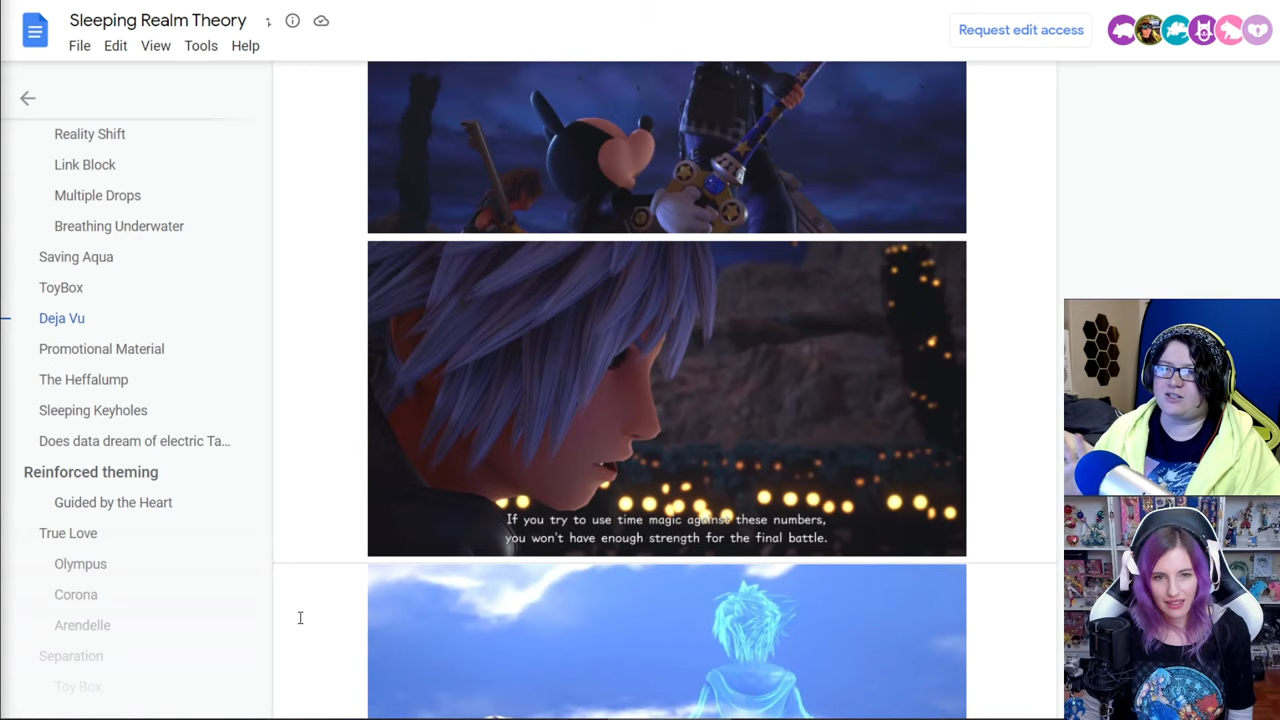 Sleeping Realm Theory
File Edit View Tools Help
Request edit access
Reality Shift
Link Block
Multiple Drops
Breathing Underwater
Saving Aqua
ToyBox
Deja Vu
Promotional Material
The Heffalump
Sleeping Keyholes
Does data dream of electric Ta...
Reinforced theming
Guided by the Heart
True Love
Olympus
Corona
Arendelle
Separation
Toy Box
If you try to use time magic against these numbers,
you won't have enough strength for the final battle.